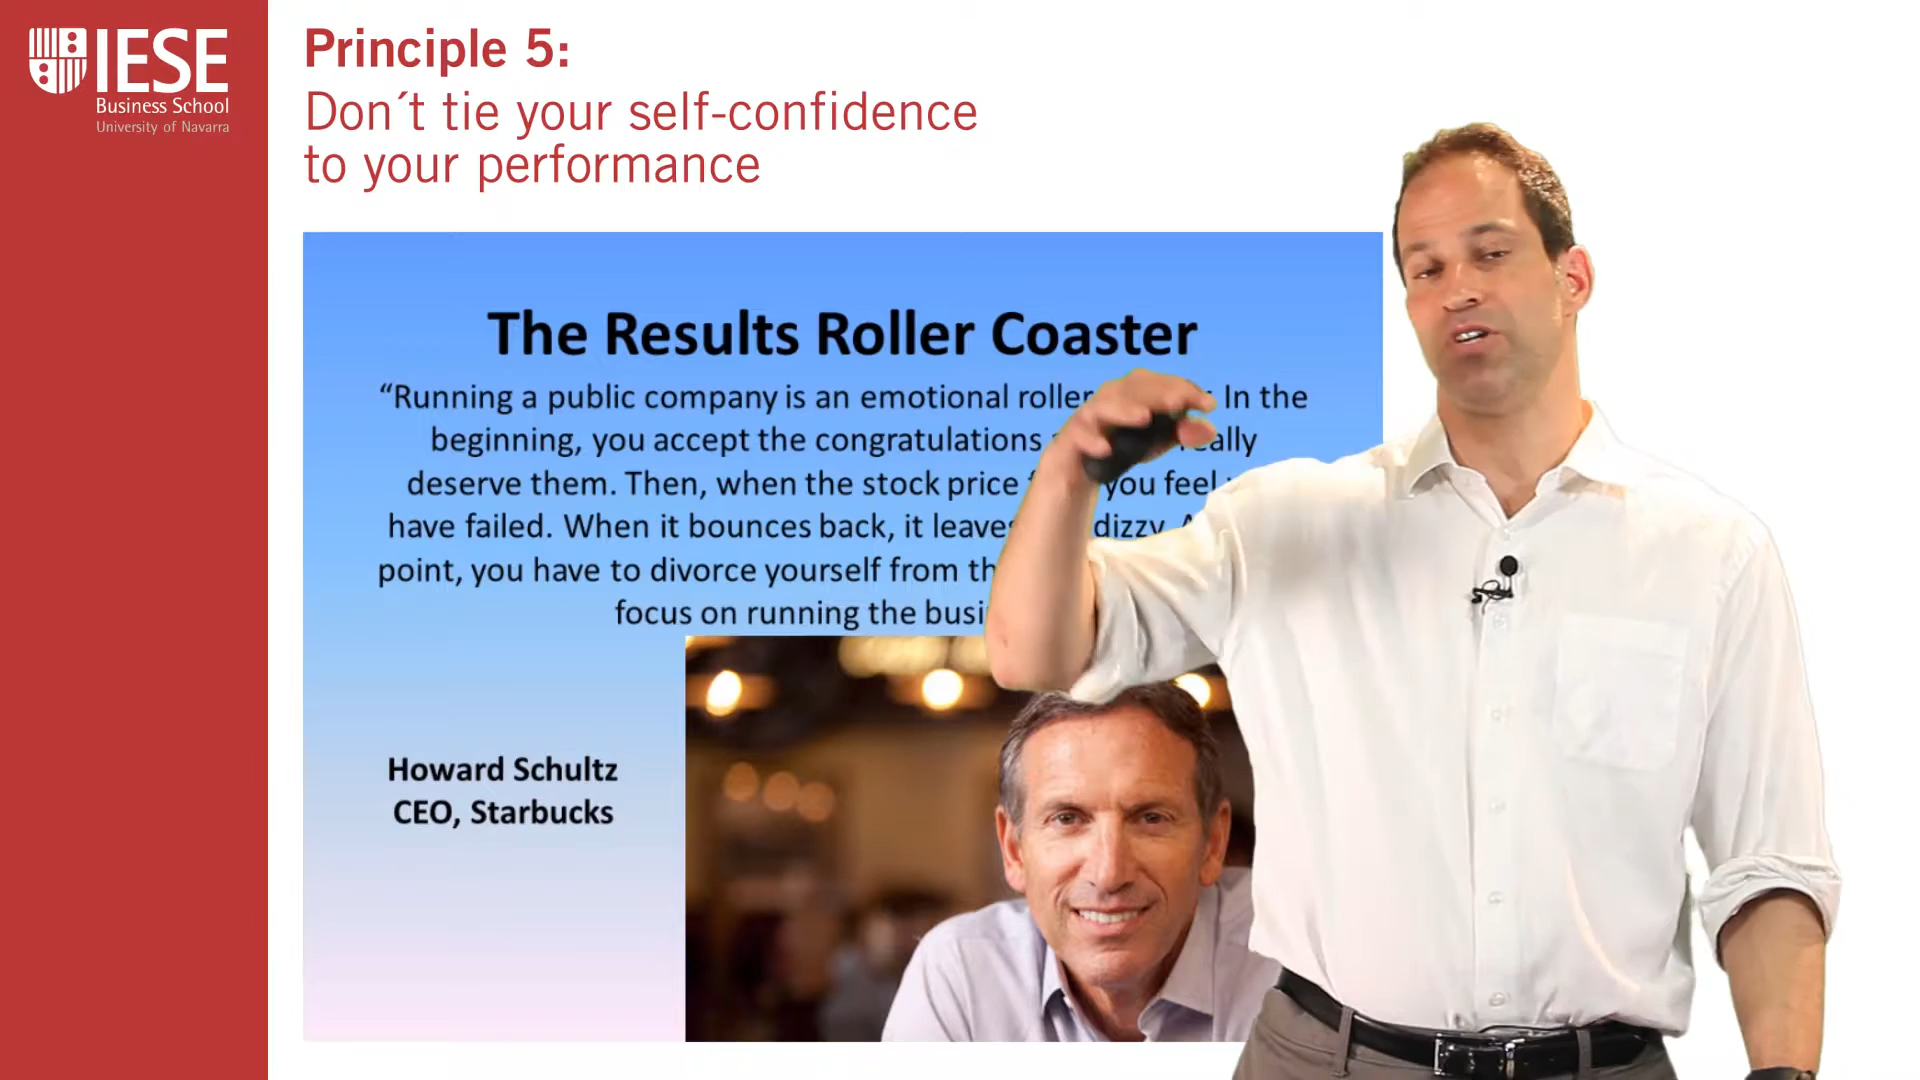 IESE
Business School
University of Navarra
Principle 5:
Don´t tie your self-confidence
to your performance
The Results Roller Coaster
“Running a public company is an emotional roller In the
beginning, you accept the congratulations
deserve them. Then, when the stock price you feel
have failed. When it bounces back, it leaves dizzy.
point, you have to divorce yourself from
focus on running the
Howard Schultz
CEO, Starbucks